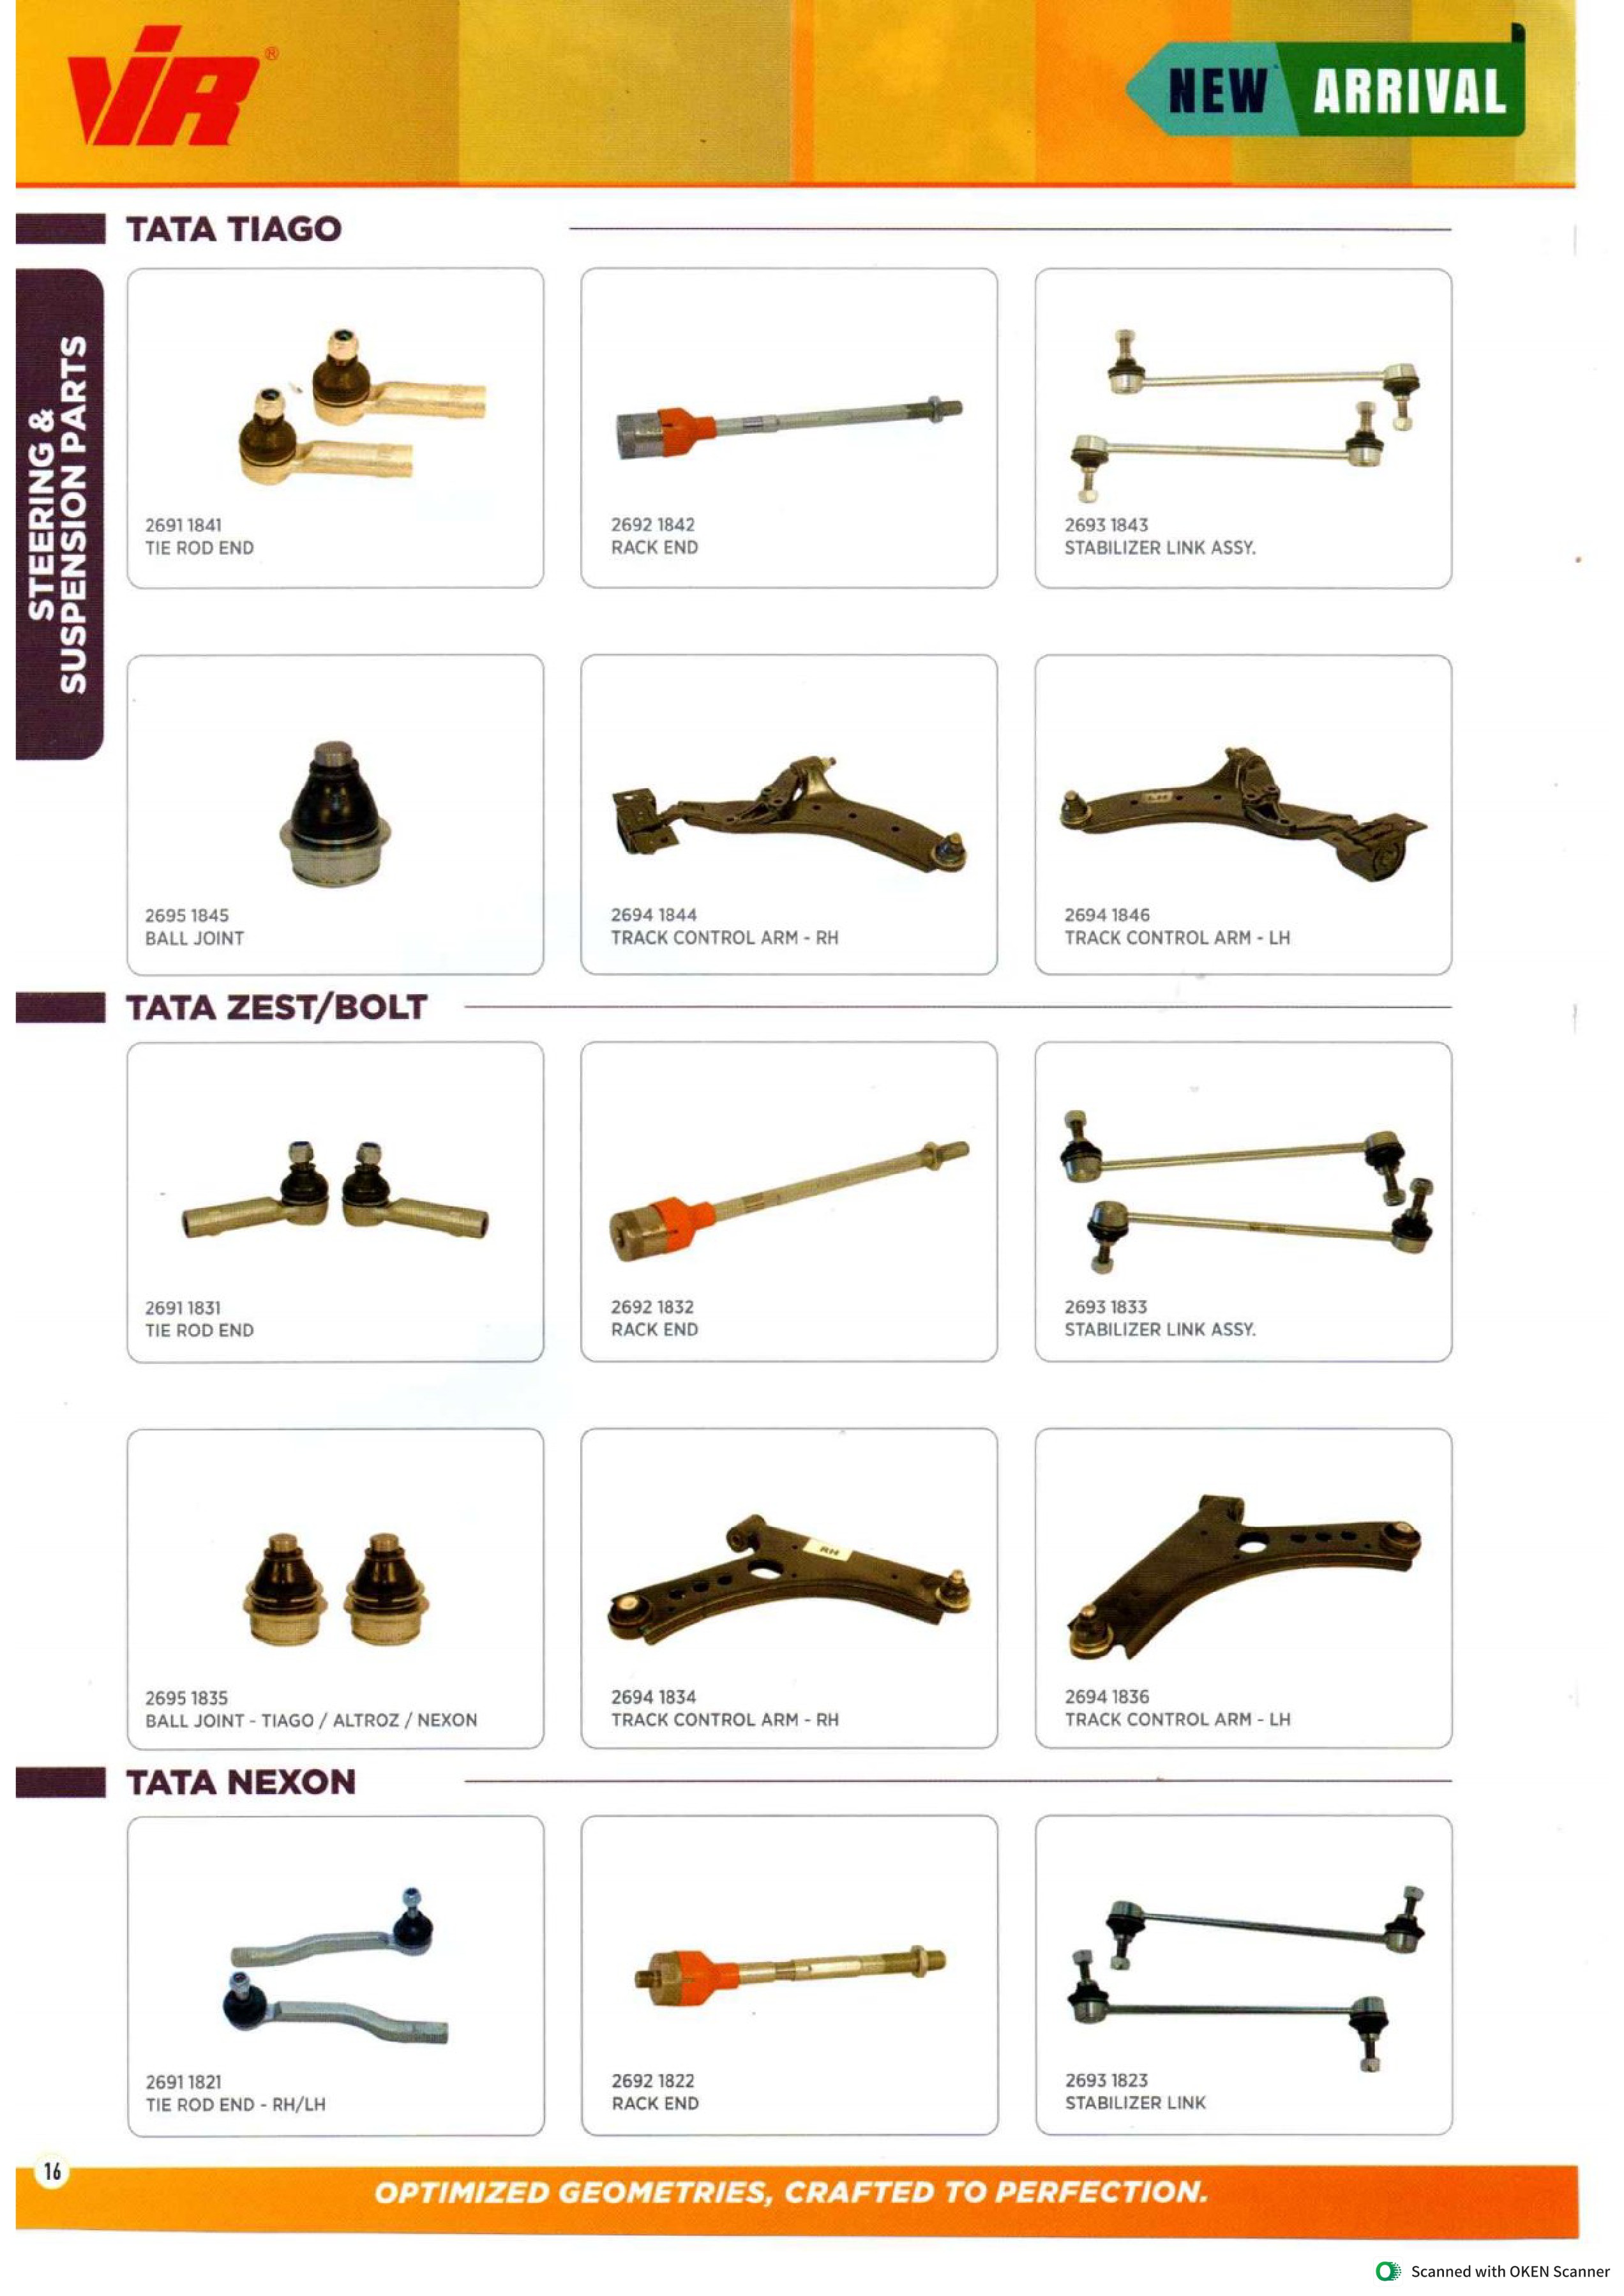 ViR®
NEW ARRIVAL
TATA TIAGO
STEERING &
SUSPENSION PARTS
2691 1841
TIE ROD END
2692 1842
RACK END
2693 1843
STABILIZER LINK ASSY.
2695 1845
BALL JOINT
2694 1844
TRACK CONTROL ARM - RH
LH
2694 1846
TRACK CONTROL ARM - LH
TATA ZEST/BOLT
2691 1831
TIE ROD END
2692 1832
RACK END
2693 1833
STABILIZER LINK ASSY.
2695 1835
BALL JOINT - TIAGO / ALTROZ / NEXON
RH
2694 1834
TRACK CONTROL ARM - RH
2694 1836
TRACK CONTROL ARM - LH
TATA NEXON
2691 1821
TIE ROD END - RH/LH
2692 1822
RACK END
2693 1823
STABILIZER LINK
16
OPTIMIZED GEOMETRIES, CRAFTED TO PERFECTION.
Scanned with OKEN Scanner